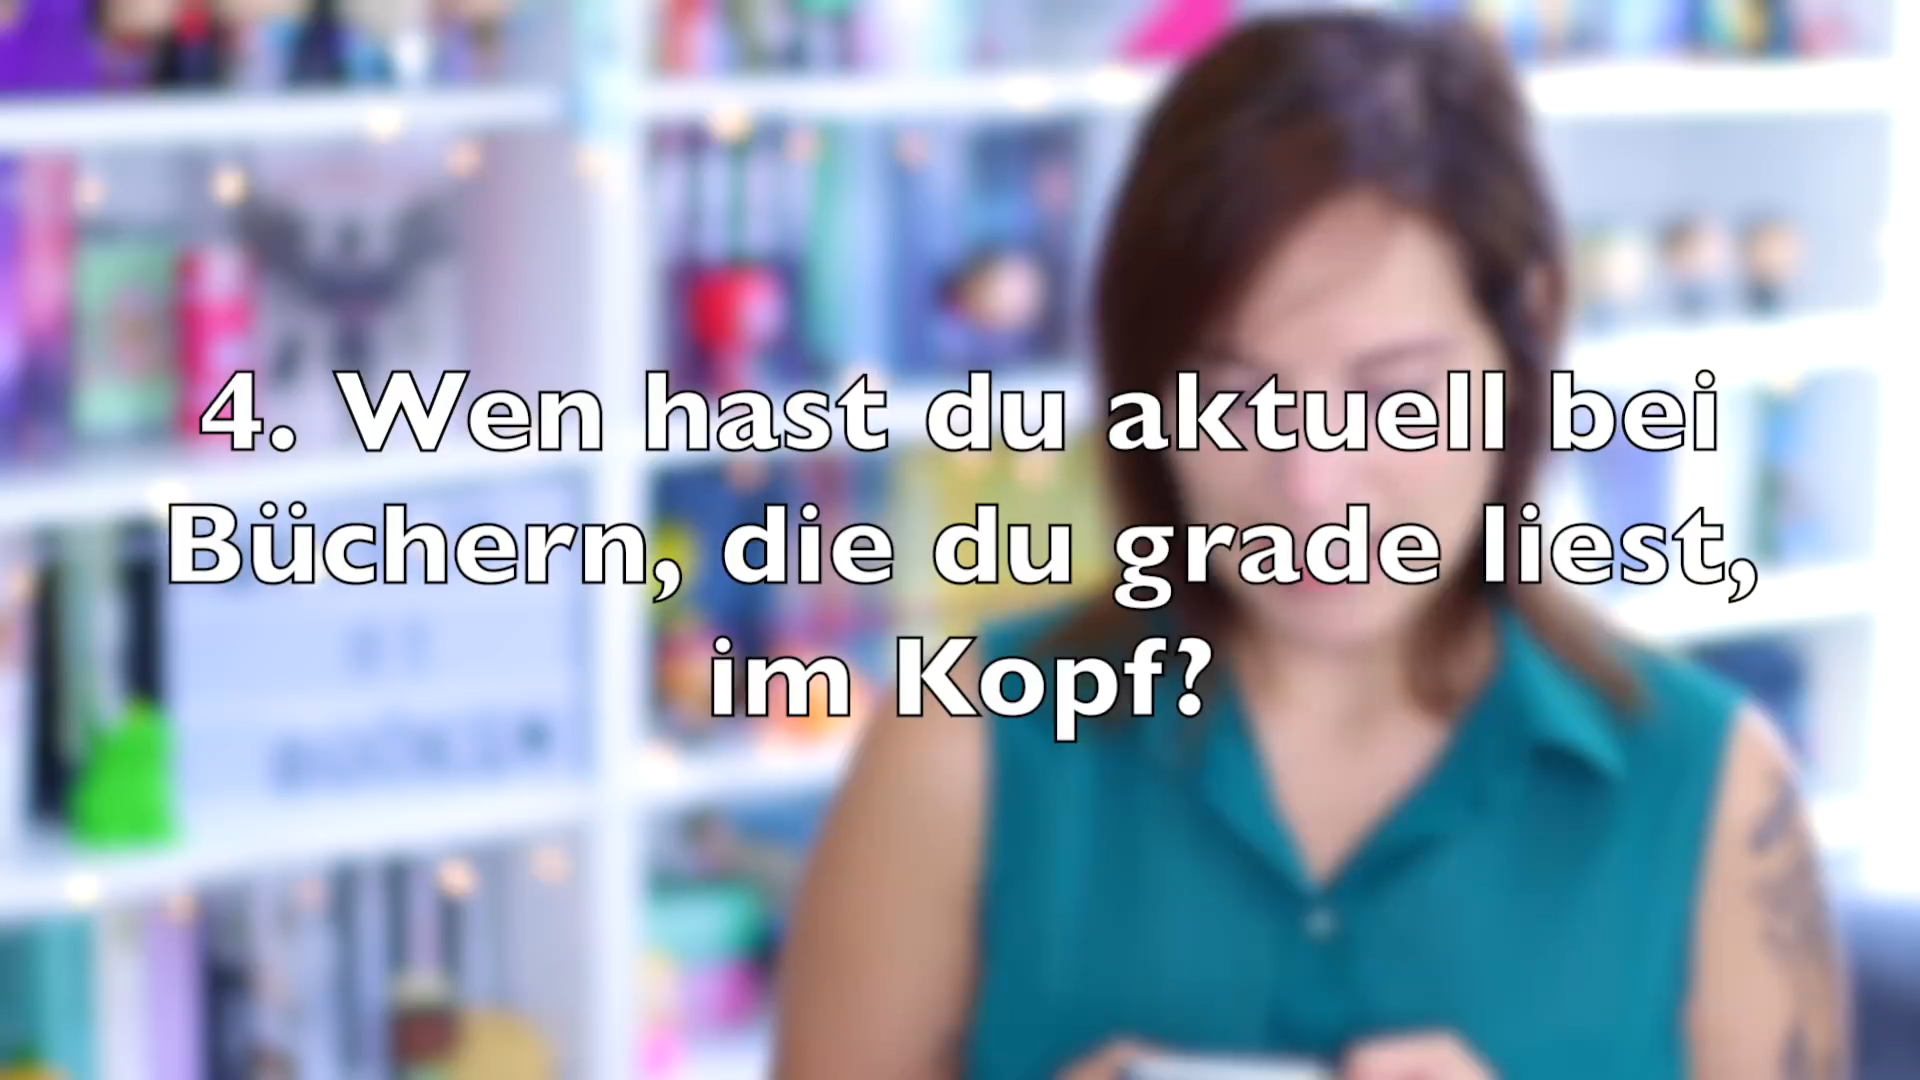 4. Wen hast du aktuell bei
Büchern, die du grade liest,
im Kopf?